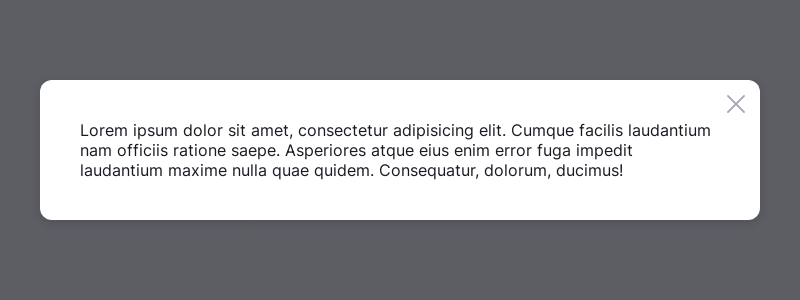 Lorem ipsum dolor sit amet, consectetur adipisicing elit. Cumque facilis laudantium
nam officiis ratione saepe. Asperiores atque eius enim error fuga impedit
laudantium maxime nulla quae quidem. Consequatur, dolorum, ducimus!